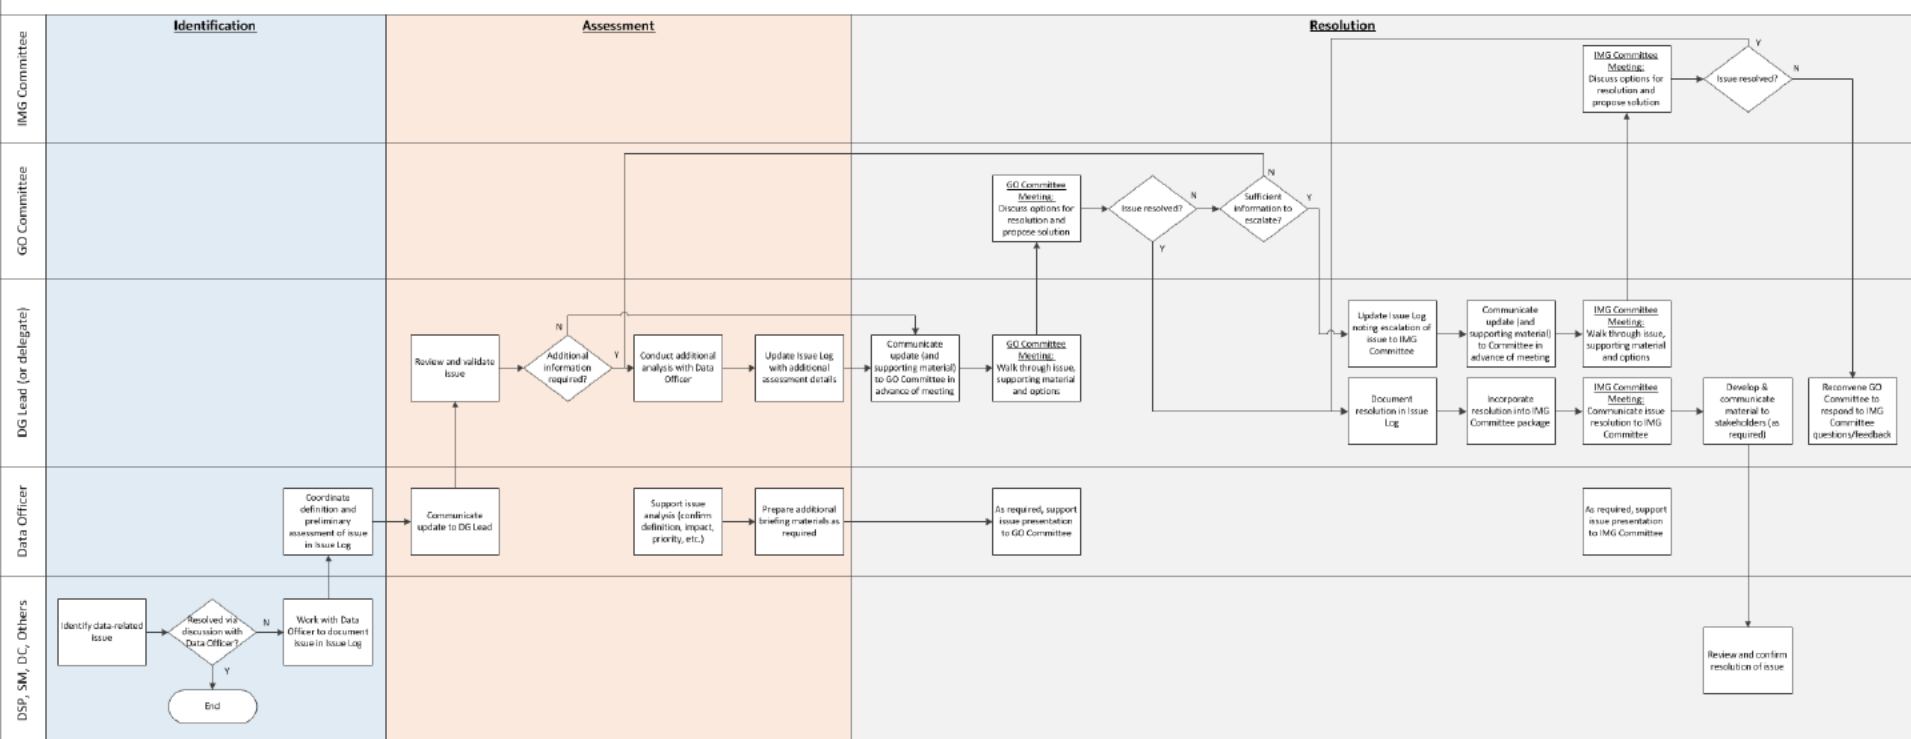 Identification
Assessment
Resolution
IMG Committee
IMG Committee
Meeting:
Discuss options for
resolution and
propose solution
Issue resolved?
Y
N
GO Committee
GO Committee
Meeting:
Discuss options for
resolution and
propose solution
Issue resolved?
N
Y
Sufficient
information to
escalate?
N
Y
DG Lead (or delegate)
Review and validate
issue
Additional
information
required?
N
Y
Conduct additional
analysis with Data
Officer
Update Issue Log
with additional
assessment details
Communicate
update (and
supporting material)
to GO Committee in
advance of meeting
GO Committee
Meeting:
Walk through issue,
supporting material
and options
Update Issue Log
noting escalation of
issue to IMG
Committee
Communicate
update (and
supporting material)
to Committee in
advance of meeting
IMG Committee
Meeting:
Walk through issue,
supporting material
and options
Document
resolution in Issue
Log
Incorporate
resolution into IMG
Committee package
IMG Committee
Meeting:
Communicate issue
resolution to IMG
Committee
Develop &
communicate
material to
stakeholders (as
required)
Reconvene GO
Committee to
respond to IMG
Committee
questions/feedback
Data Officer
Coordinate
definition and
preliminary
assessment of issue
in Issue Log
Communicate
update to DG Lead
Support issue
analysis (confirm
definition, impact,
priority, etc.)
Prepare additional
briefing materials as
required
As required, support
issue presentation
to GO Committee
As required, support
issue presentation
to IMG Committee
DSP, SM, DC, Others
Identify data-related
issue
Resolved via
discussion with
Data Officer?
N
Y
End
Work with Data
Officer to document
issue in Issue Log
Review and confirm
resolution of issue